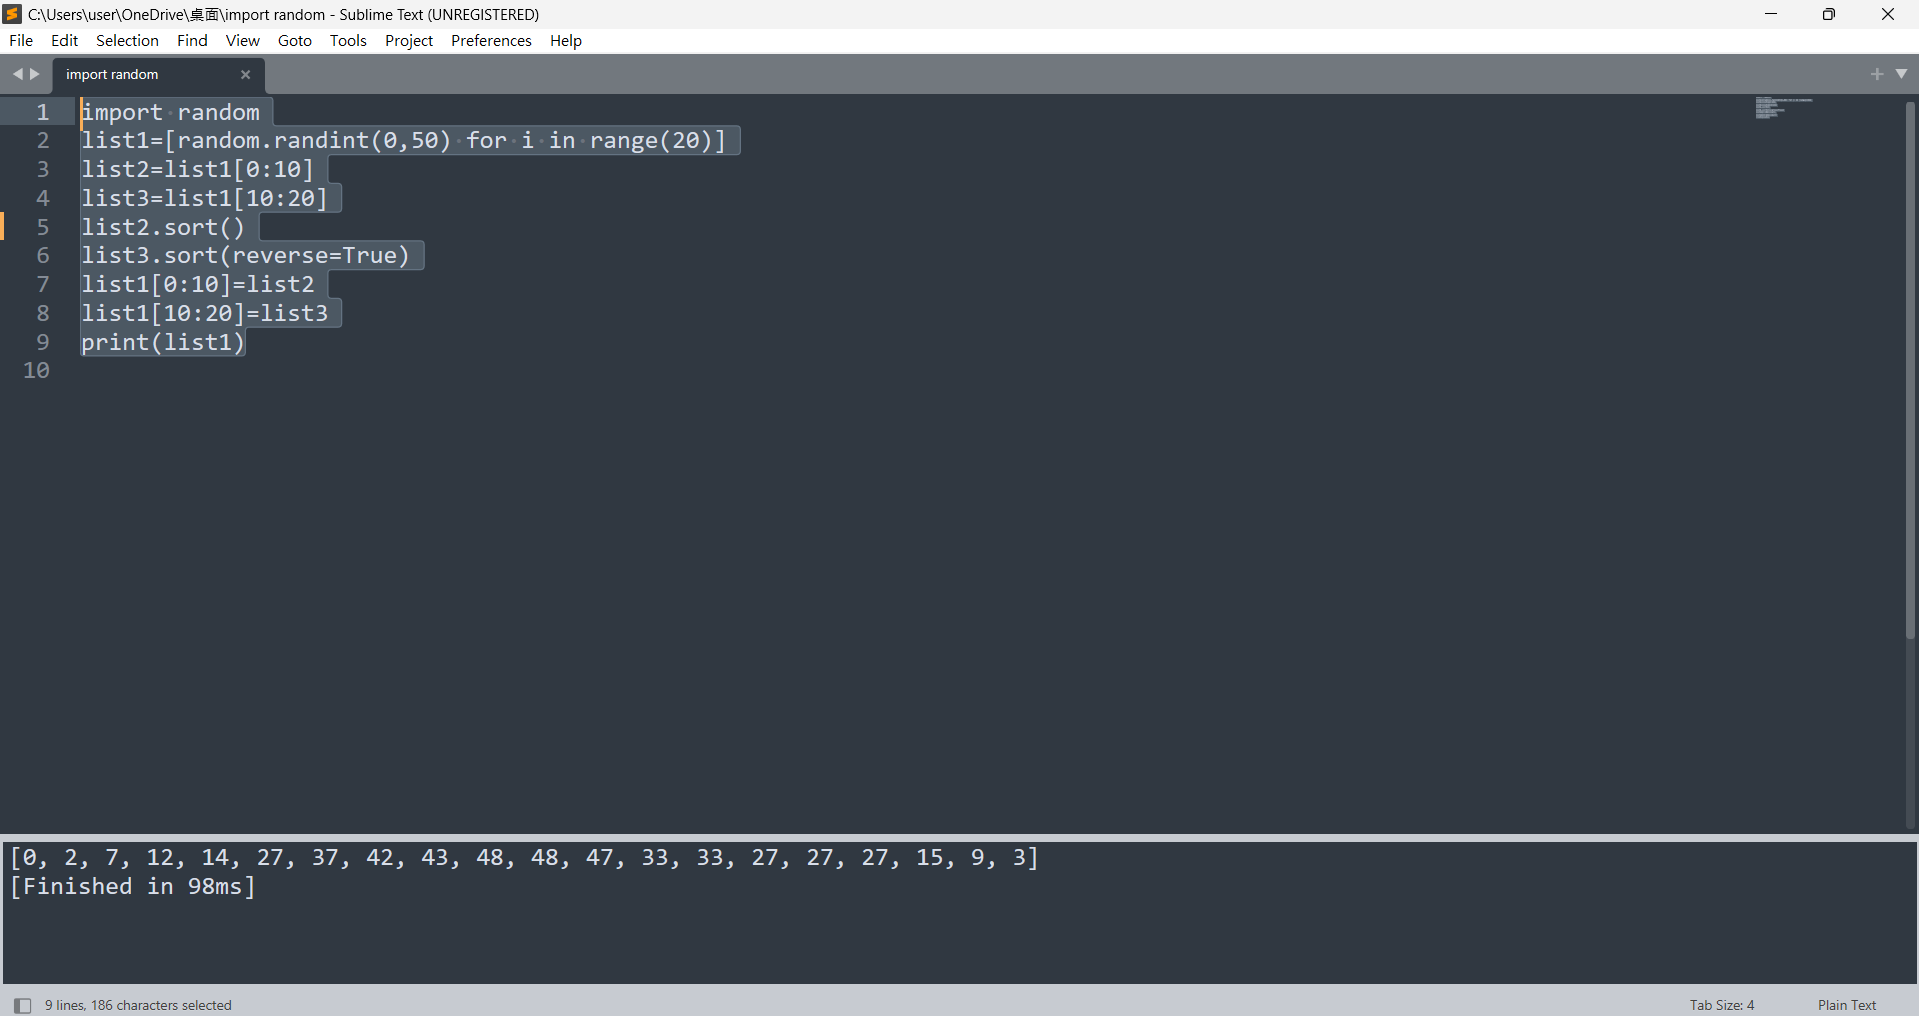 C:\Users\user\OneDrive\桌面\import random - Sublime Text (UNREGISTERED)
File Edit Selection Find View Goto Tools Project Preferences Help
import random
1 import random
2 list1=[random.randint(0,50) for i in range(20)]
3 list2=list1[0:10]
4 list3=list1[10:20]
5 list2.sort()
6 list3.sort(reverse=True)
7 list1[0:10]=list2
8 list1[10:20]=list3
9 print(list1)
10
[0, 2, 7, 12, 14, 27, 37, 42, 43, 48, 48, 47, 33, 33, 27, 27, 27, 15, 9, 3]
[Finished in 98ms]
9 lines, 186 characters selected Tab Size: 4 Plain Text